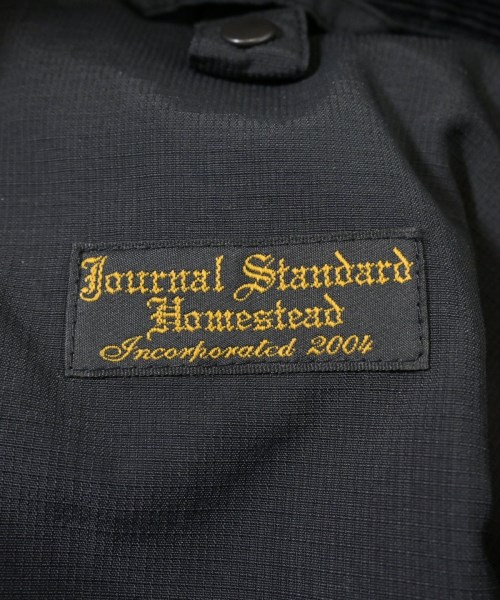 Journal Standard
Homestead
Incorporated 2004